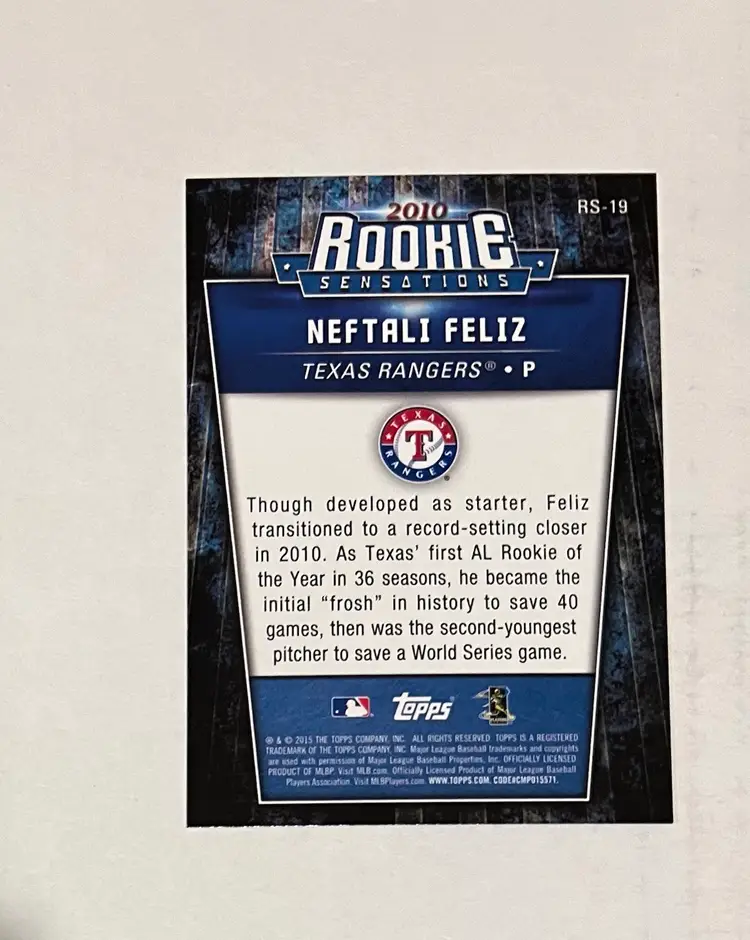 RS-19
2010
ROOKIE
SENSATIONS
NEFTALI FELIZ
TEXAS RANGERS® • P
TEXAS
T
RANGERS
Though developed as starter, Feliz
transitioned to a record-setting closer
in 2010. As Texas' first AL Rookie of
the Year in 36 seasons, he became the
initial "frosh" in history to save 40
games, then was the second-youngest
pitcher to save a World Series game.
topps
PLAYERS
® & © 2015 THE TOPPS COMPANY, INC. ALL RIGHTS RESERVED. TOPPS IS A REGISTERED
TRADEMARK OF THE TOPPS COMPANY, INC. Major League Baseball trademarks and copyrights
are used with permission of Major League Baseball Properties, Inc. OFFICIALLY LICENSED
PRODUCT OF MLBP. Visit MLB.com. Officially Licensed Product of Major League Baseball
Players Association. Visit MLBPlayers.com. WWW.TOPPS.COM. CODE#CMP015571.